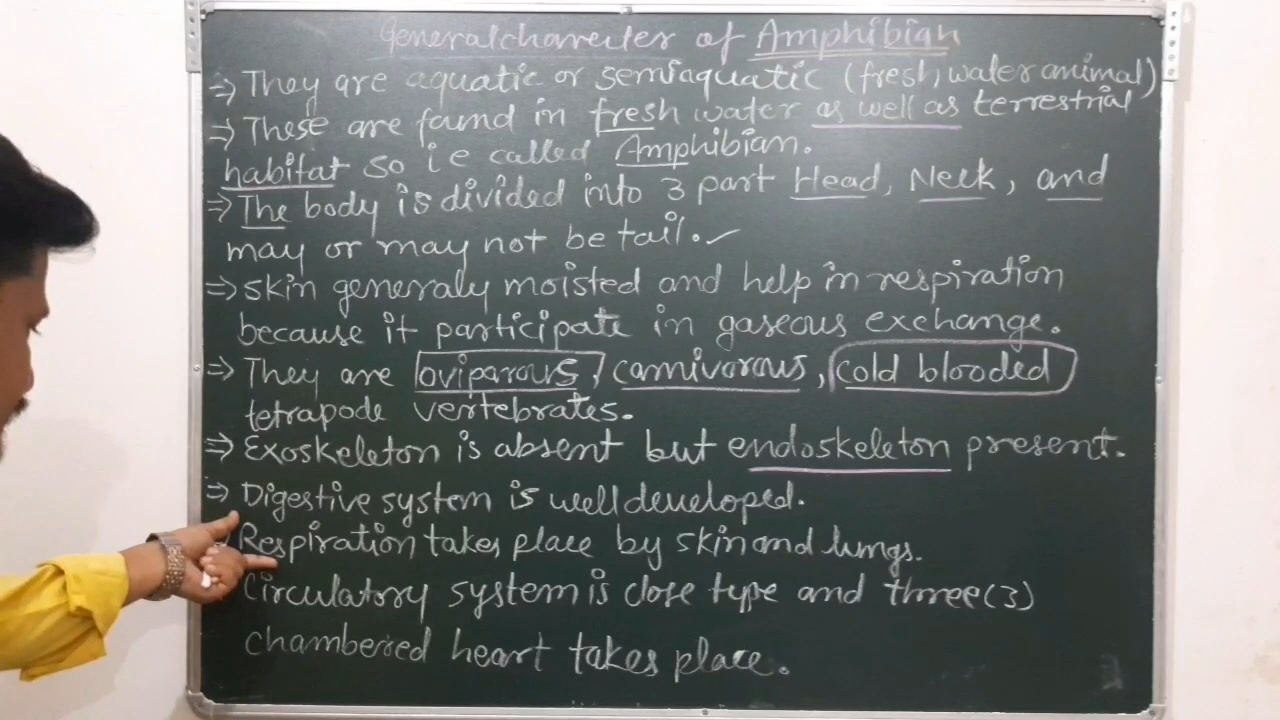 General charecter of Amphibian
⇒ They are aquatic or semiaquatic (fresh, water animal)
⇒ These are found in fresh water as well as terrestrial
habitat so i e called Amphibian.
⇒ The body is divided into 3 part Head, Neck, and
may or may not be tail.
⇒ skin generaly moisted and help in respiration
because it participate in gaseous exchange.
⇒ They are oviparous, carnivorous, cold blooded
tetrapode vertebrates.
⇒ Exoskeleton is absent but endoskeleton present.
⇒ Digestive system is well developed.
Respiration takes place by skin and lungs.
Circulatory system is close type and three (3)
chambered heart takes place.